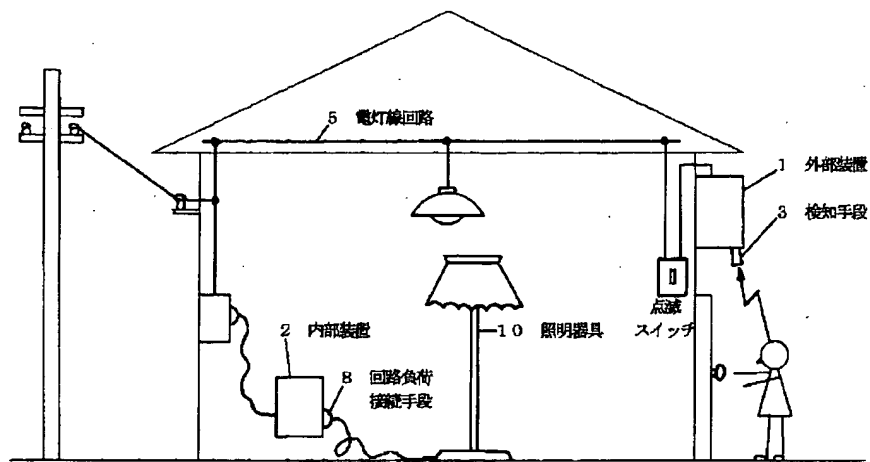 5 電灯線回路
1 外部装置
3 検知手段
点滅
スイッチ
10 照明器具
2 内部装置
8 回路負荷
接続手段